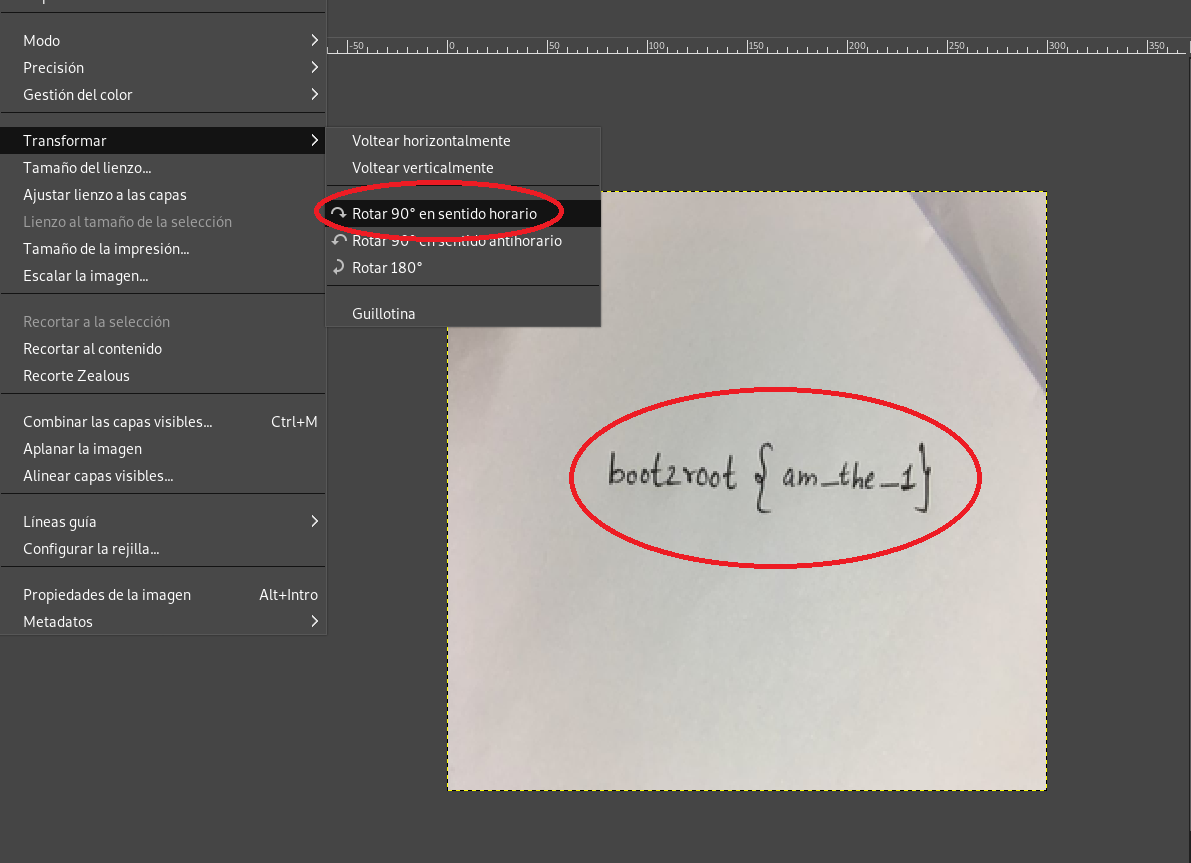 Modo
Precisión
Gestión del color
Transformar
Tamaño del lienzo...
Ajustar lienzo a las capas
Lienzo al tamaño de la selección
Tamaño de la impresión...
Escalar la imagen...
Recortar a la selección
Recortar al contenido
Recorte Zealous
Combinar las capas visibles... Ctrl+M
Aplanar la imagen
Alinear capas visibles...
Líneas guía
Configurar la rejilla...
Propiedades de la imagen Alt+Intro
Metadatos
Voltear horizontalmente
Voltear verticalmente
Rotar 90° en sentido horario
Rotar 90° en sentido antihorario
Rotar 180°
Guillotina
-50 0 50 100 150 200 250 300 350
boot2root { am_the_1}